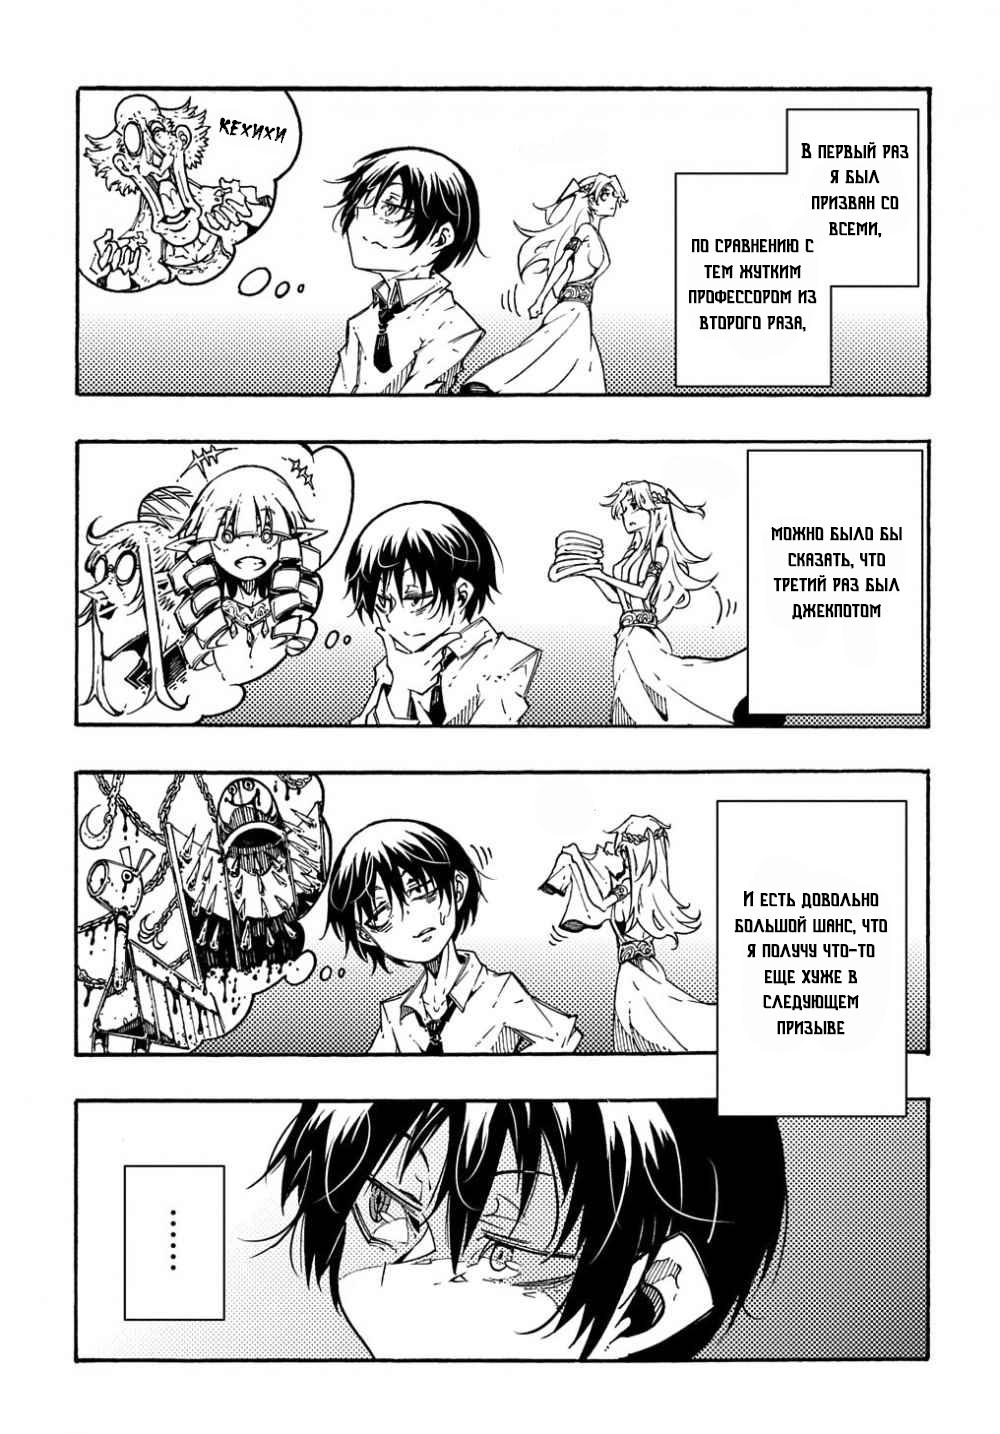 В ПЕРВЫЙ РАЗ
Я БЫЛ
ПРИЗВАН СО
ВСЕМИ,
ПО СРАВНЕНИЮ С
ТЕМ ЖУТКИМ
ПРОФЕССОРОМ ИЗ
ВТОРОГО РАЗА,
КЕХИХИ
МОЖНО БЫЛО БЫ
СКАЗАТЬ, ЧТО
ТРЕТИЙ РАЗ БЫЛ
ДЖЕКПОТОМ
И ЕСТЬ ДОВОЛЬНО
БОЛЬШОЙ ШАНС, ЧТО
Я ПОЛУЧУ ЧТО-ТО
ЕЩЕ ХУЖЕ В
СЛЕДУЮЩЕМ
ПРИЗЫВЕ
......